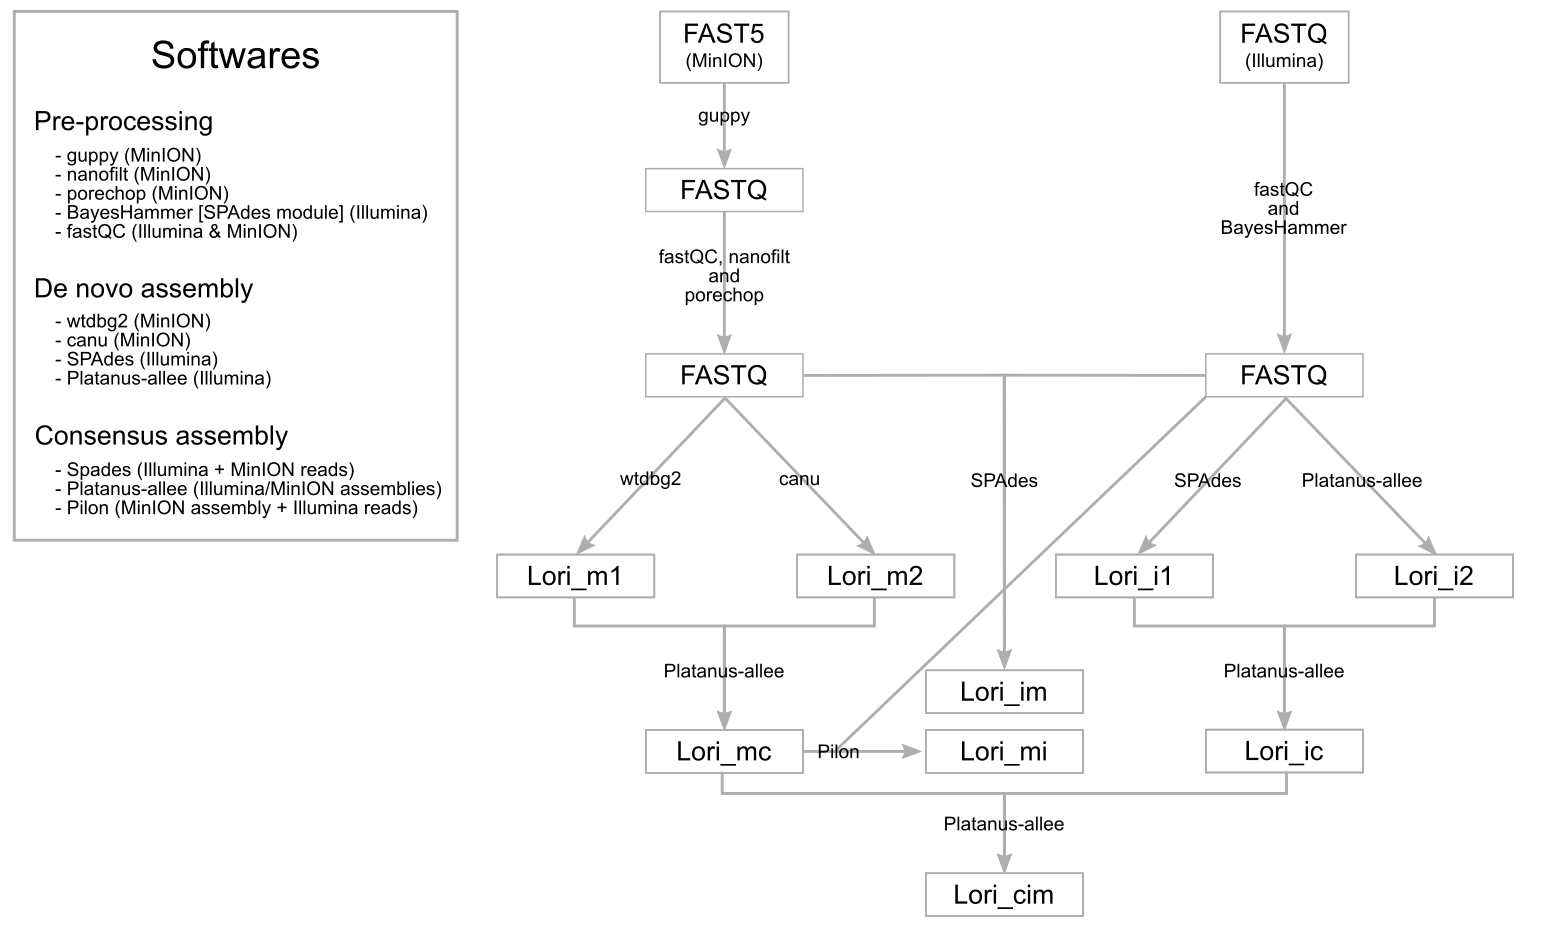 Softwares
Pre-processing
- guppy (MinION)
- nanofilt (MinION)
- porechop (MinION)
- BayesHammer [SPAdes module] (Illumina)
- fastQC (Illumina & MinION)
De novo assembly
- wtdbg2 (MinION)
- canu (MinION)
- SPAdes (Illumina)
- Platanus-allee (Illumina)
Consensus assembly
- Spades (Illumina + MinION reads)
- Platanus-allee (Illumina/MinION assemblies)
- Pilon (MinION assembly + Illumina reads)
FAST5
(MinION)
FASTQ
(Illumina)
guppy
FASTQ
fastQC, nanofilt
and
porechop
fastQC
and
BayesHammer
FASTQ
FASTQ
wtdbg2
canu
SPAdes
SPAdes
Platanus-allee
Lori_m1
Lori_m2
Lori_i1
Lori_i2
Platanus-allee
Platanus-allee
Lori_im
Lori_mc
Pilon
Lori_mi
Lori_ic
Platanus-allee
Lori_cim